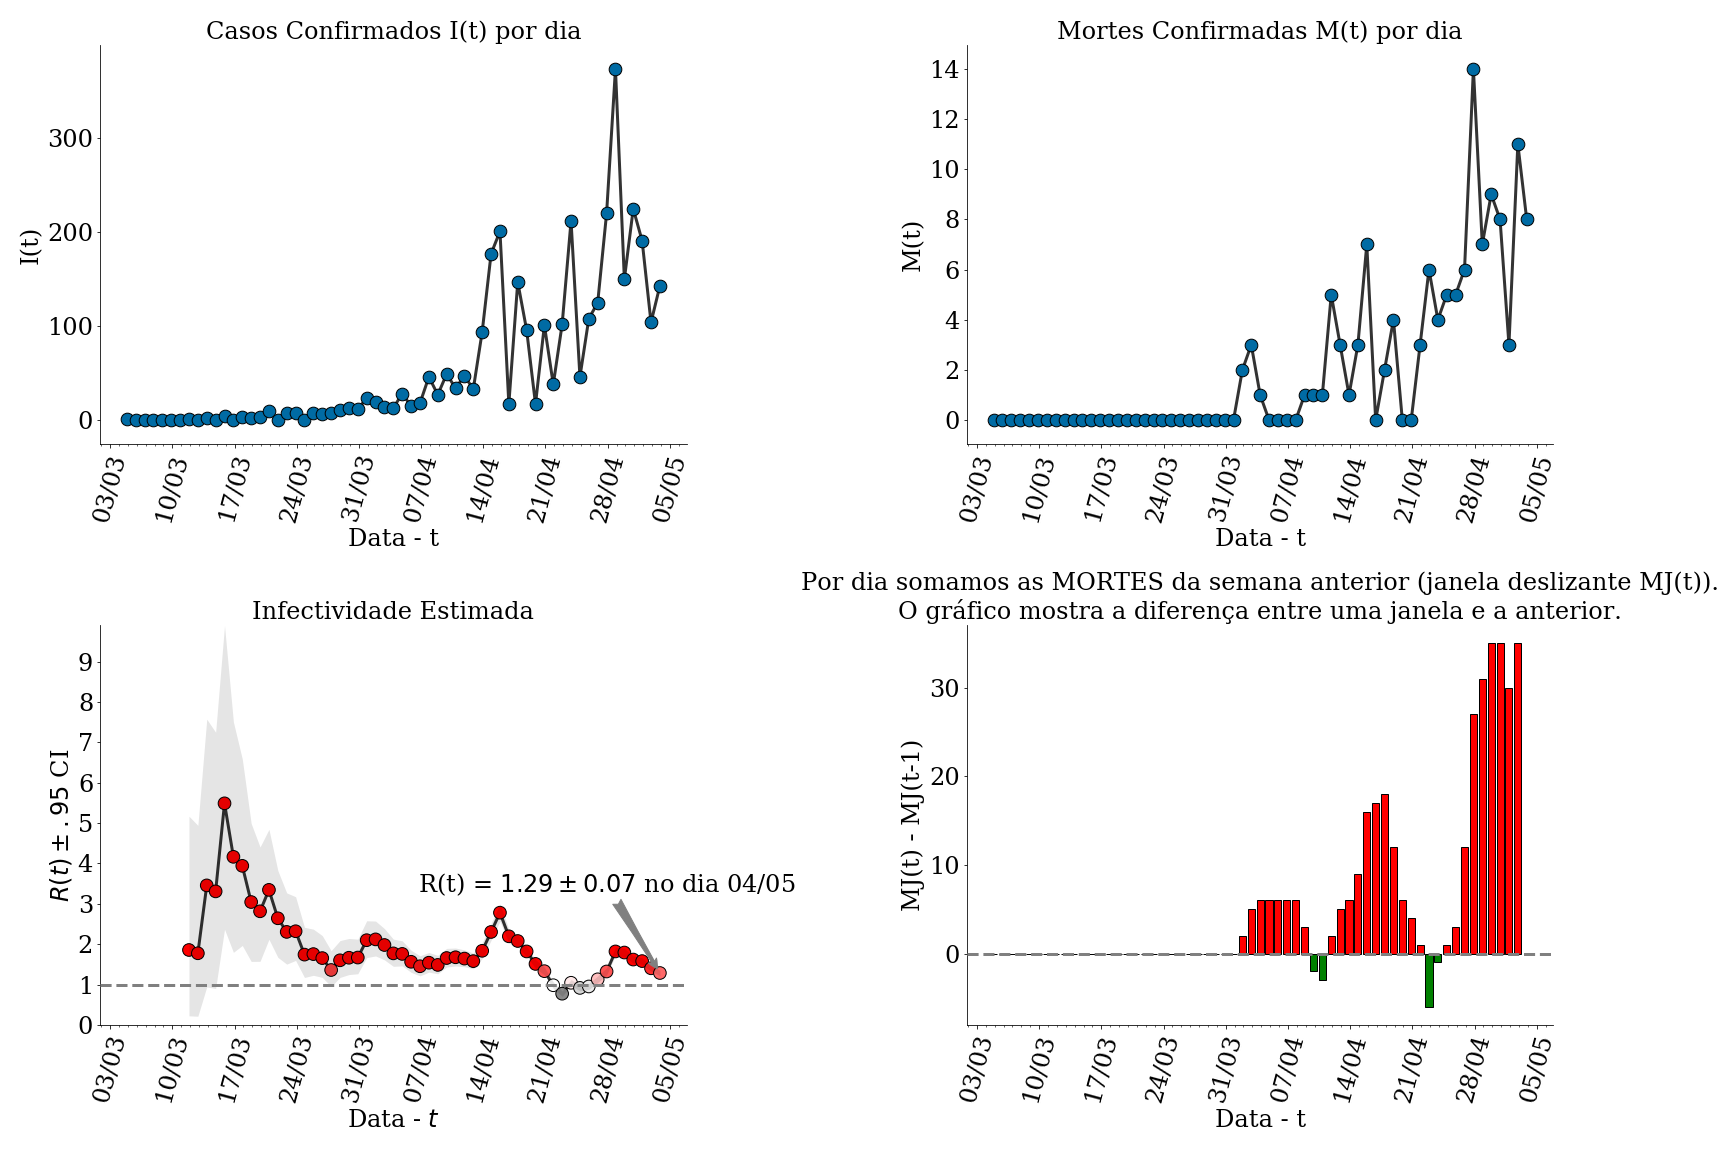 Casos Confirmados I(t) por dia
I(t)
300
200
100
0
03/03 10/03 17/03 24/03 31/03 07/04 14/04 21/04 28/04 05/05
Data - t
Mortes Confirmadas M(t) por dia
M(t)
14
12
10
8
6
4
2
0
03/03 10/03 17/03 24/03 31/03 07/04 14/04 21/04 28/04 05/05
Data - t
Infectividade Estimada
R(t) ± .95 CI
9
8
7
6
5
4
3
2
1
0
R(t) = 1.29 ± 0.07 no dia 04/05
03/03 10/03 17/03 24/03 31/03 07/04 14/04 21/04 28/04 05/05
Data - t
Por dia somamos as MORTES da semana anterior (janela deslizante MJ(t)).
O gráfico mostra a diferença entre uma janela e a anterior.
MJ(t) - MJ(t-1)
30
20
10
0
03/03 10/03 17/03 24/03 31/03 07/04 14/04 21/04 28/04 05/05
Data - t